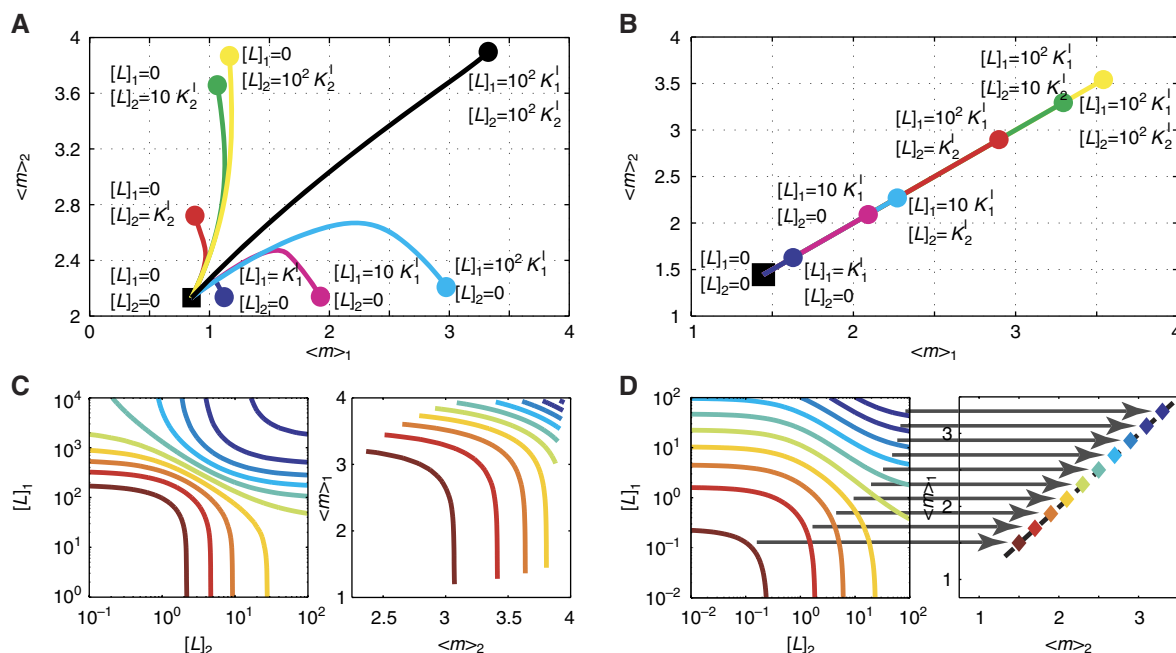 A
4
3.6
3.2
2.8
2.4
2
<m>₂
0
1
2
3
4
<m>₁
[L]₁=0
[L]₂=10 K₂ᴵ
[L]₁=0
[L]₂=10² K₂ᴵ
[L]₁=10² K₁ᴵ
[L]₂=10² K₂ᴵ
[L]₁=0
[L]₂=K₂ᴵ
[L]₁=0
[L]₂=0
[L]₁=K₁ᴵ
[L]₂=0
[L]₁=10 K₁ᴵ
[L]₂=0
[L]₁=10² K₁ᴵ
[L]₂=0
B
4
3.5
3
2.5
2
1.5
1
<m>₂
1
2
3
4
<m>₁
[L]₁=10² K₁ᴵ
[L]₂=10 K₂ᴵ
[L]₁=10² K₁ᴵ
[L]₂=10² K₂ᴵ
[L]₁=10² K₁ᴵ
[L]₂=K₂ᴵ
[L]₁=10 K₁ᴵ
[L]₂=0
[L]₁=10 K₁ᴵ
[L]₂=K₂ᴵ
[L]₁=0
[L]₂=0
[L]₁=K₁ᴵ
[L]₂=0
C
10⁴
10³
10²
10¹
10⁰
[L]₁
10⁻¹
10⁰
10¹
10²
[L]₂
4
3
2
1
<m>₁
2.5
3
3.5
4
<m>₂
D
10²
10¹
10⁰
10⁻¹
10⁻²
[L]₁
10⁻²
10⁰
10¹
10²
[L]₂
3
2
1
<m>₁
1
2
3
<m>₂